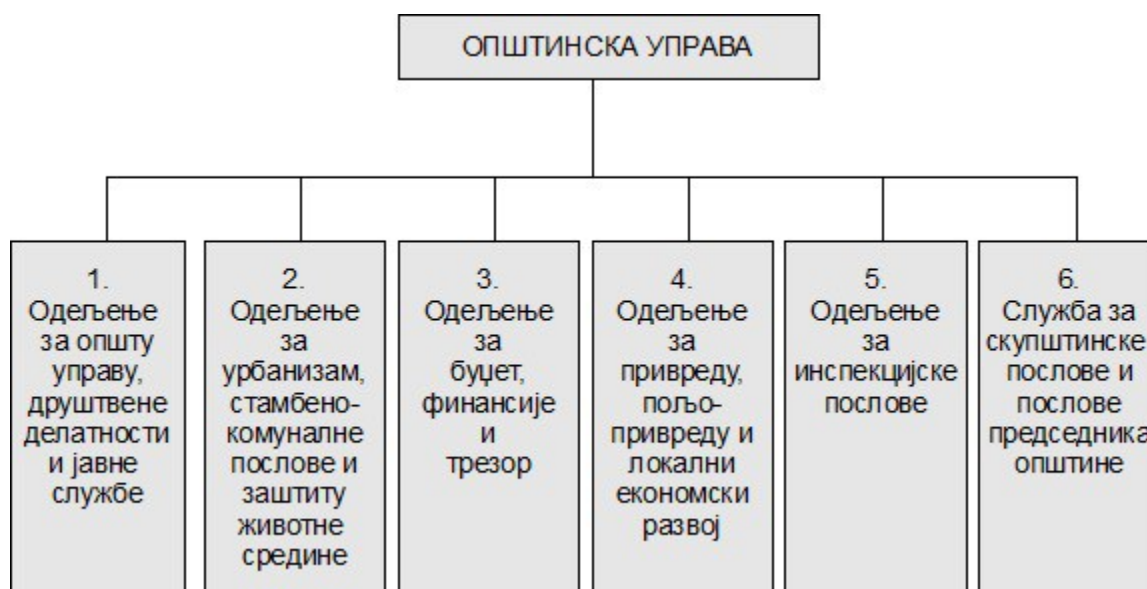 ОПШТИНСКА УПРАВА
1.
Одељење
за општу
управу,
друштвене
делатности
и јавне
службе
2.
Одељење
за
урбанизам,
стамбено-
комуналне
послове и
заштиту
животне
средине
3.
Одељење
за
буџет,
финансије
и
трезор
4.
Одељење
за
привреду,
пољо-
привреду и
локални
економски
развој
5.
Одељење
за
инспекцијске
послове
6.
Служба за
скупштинске
послове и
послове
председника
општине